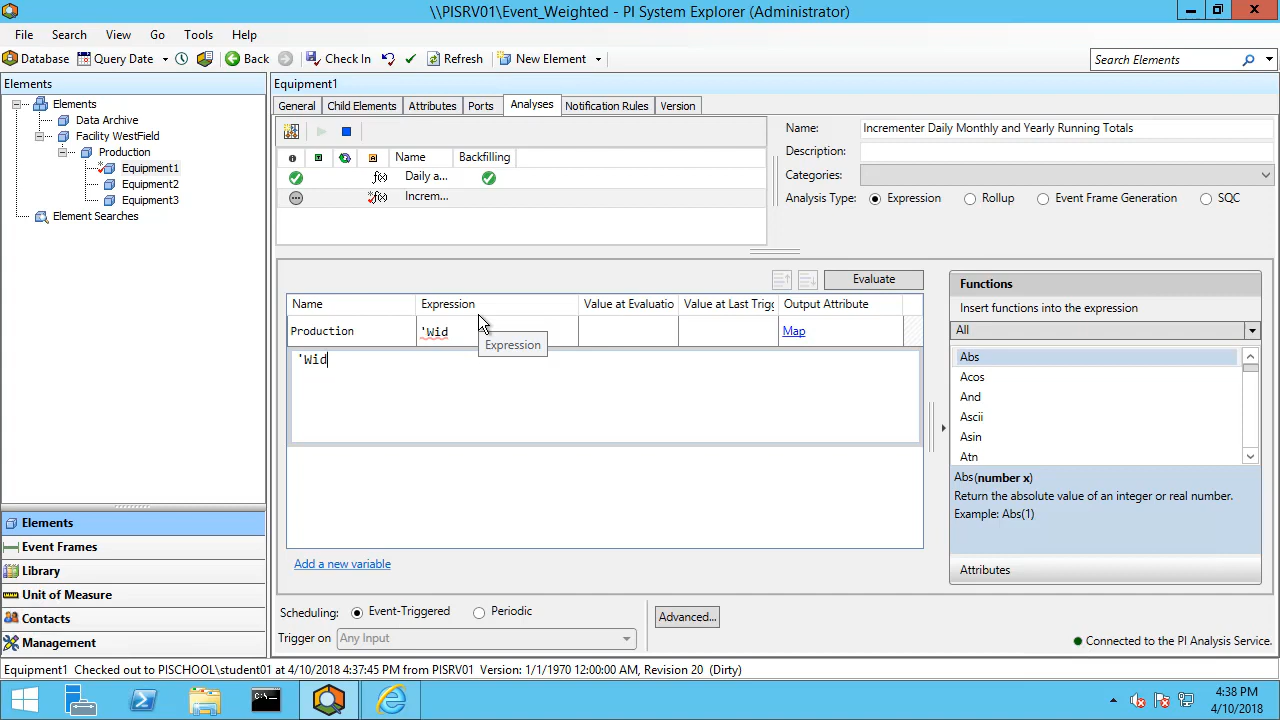 \\PISRV01\Event_Weighted - PI System Explorer (Administrator)
File Search View Go Tools Help
Database Query Date Back Check In Refresh New Element Search Elements
Elements
Elements
Data Archive
Facility WestField
Production
Equipment1
Equipment2
Equipment3
Element Searches
Elements
Event Frames
Library
Unit of Measure
Contacts
Management
Equipment1
General Child Elements Attributes Ports Analyses Notification Rules Version
Name Backfilling
Daily a...
Increm...
Name: Incrementer Daily Monthly and Yearly Running Totals
Description:
Categories:
Analysis Type: Expression Rollup Event Frame Generation SQC
Evaluate
Name Expression Value at Evaluatio Value at Last Trigg Output Attribute
Production 'Wid Map
Expression
'Wid
Add a new variable
Functions
Insert functions into the expression
All
Abs
Acos
And
Ascii
Asin
Atn
Abs(number x)
Return the absolute value of an integer or real number.
Example: Abs(1)
Attributes
Scheduling: Event-Triggered Periodic
Trigger on Any Input
Advanced...
Connected to the PI Analysis Service.
Equipment1 Checked out to PISCHOOL\student01 at 4/10/2018 4:37:45 PM from PISRV01 Version: 1/1/1970 12:00:00 AM, Revision 20 (Dirty)
4:38 PM
4/10/2018